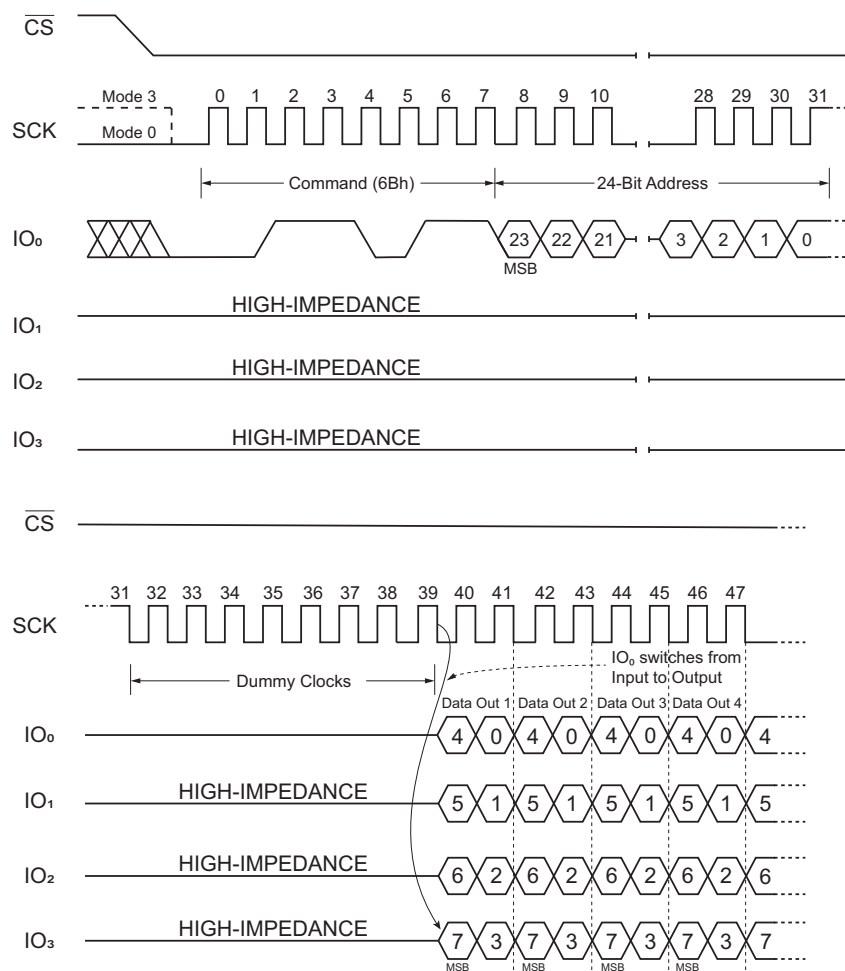 CS
Mode 3 0 1 2 3 4 5 6 7 8 9 10 28 29 30 31
SCK
Mode 0
Command (6Bh) 24-Bit Address
IO₀ 23 22 21 3 2 1 0
MSB
HIGH-IMPEDANCE
IO₁
HIGH-IMPEDANCE
IO₂
HIGH-IMPEDANCE
IO₃
CS
31 32 33 34 35 36 37 38 39 40 41 42 43 44 45 46 47
SCK
IO₀ switches from
Input to Output
Dummy Clocks
Data Out 1 Data Out 2 Data Out 3 Data Out 4
IO₀ 4 0 4 0 4 0 4 0 4
IO₁ HIGH-IMPEDANCE 5 1 5 1 5 1 5 1 5
IO₂ HIGH-IMPEDANCE 6 2 6 2 6 2 6 2 6
IO₃ HIGH-IMPEDANCE 7 3 7 3 7 3 7 3 7
MSB MSB MSB MSB